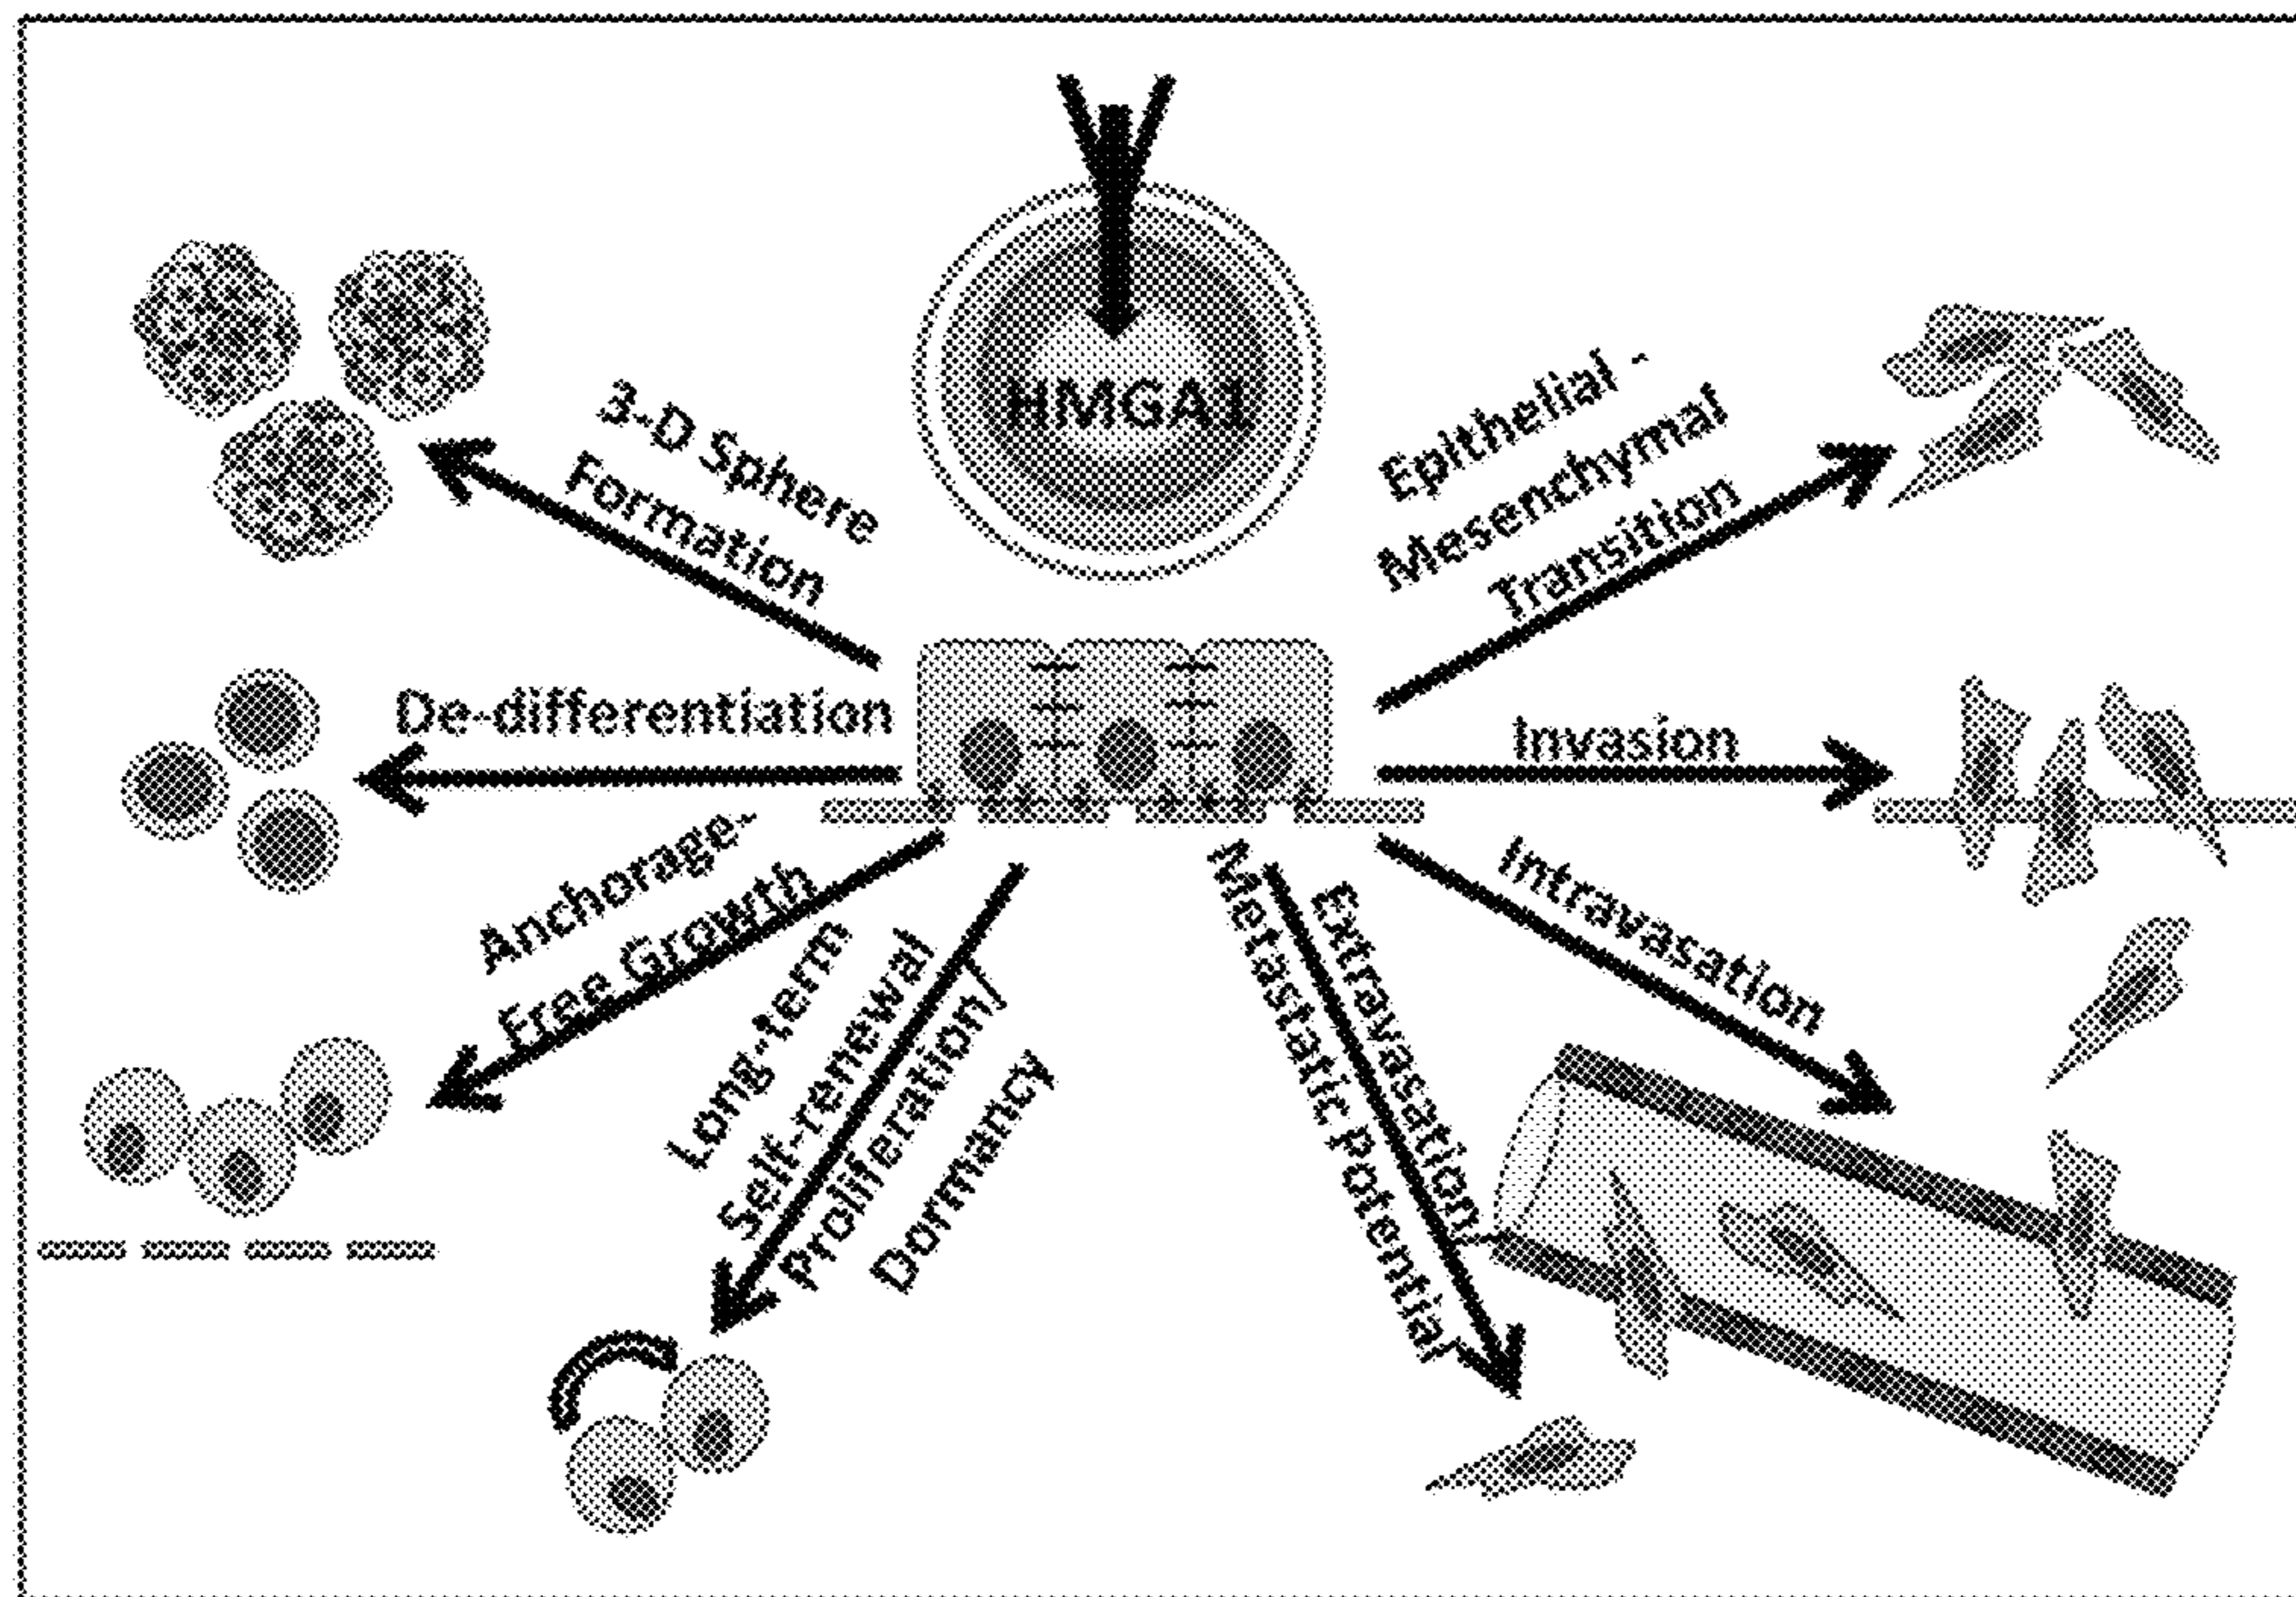 HMGA1
3-D Sphere
Formation
Epithelial -
Mesenchymal
Transition
De-differentiation
Invasion
Anchorage-
Free Growth
Long-term
Self-renewal
Proliferation/
Dormancy
Metastatic Potential
Extravasation/
Intravasation